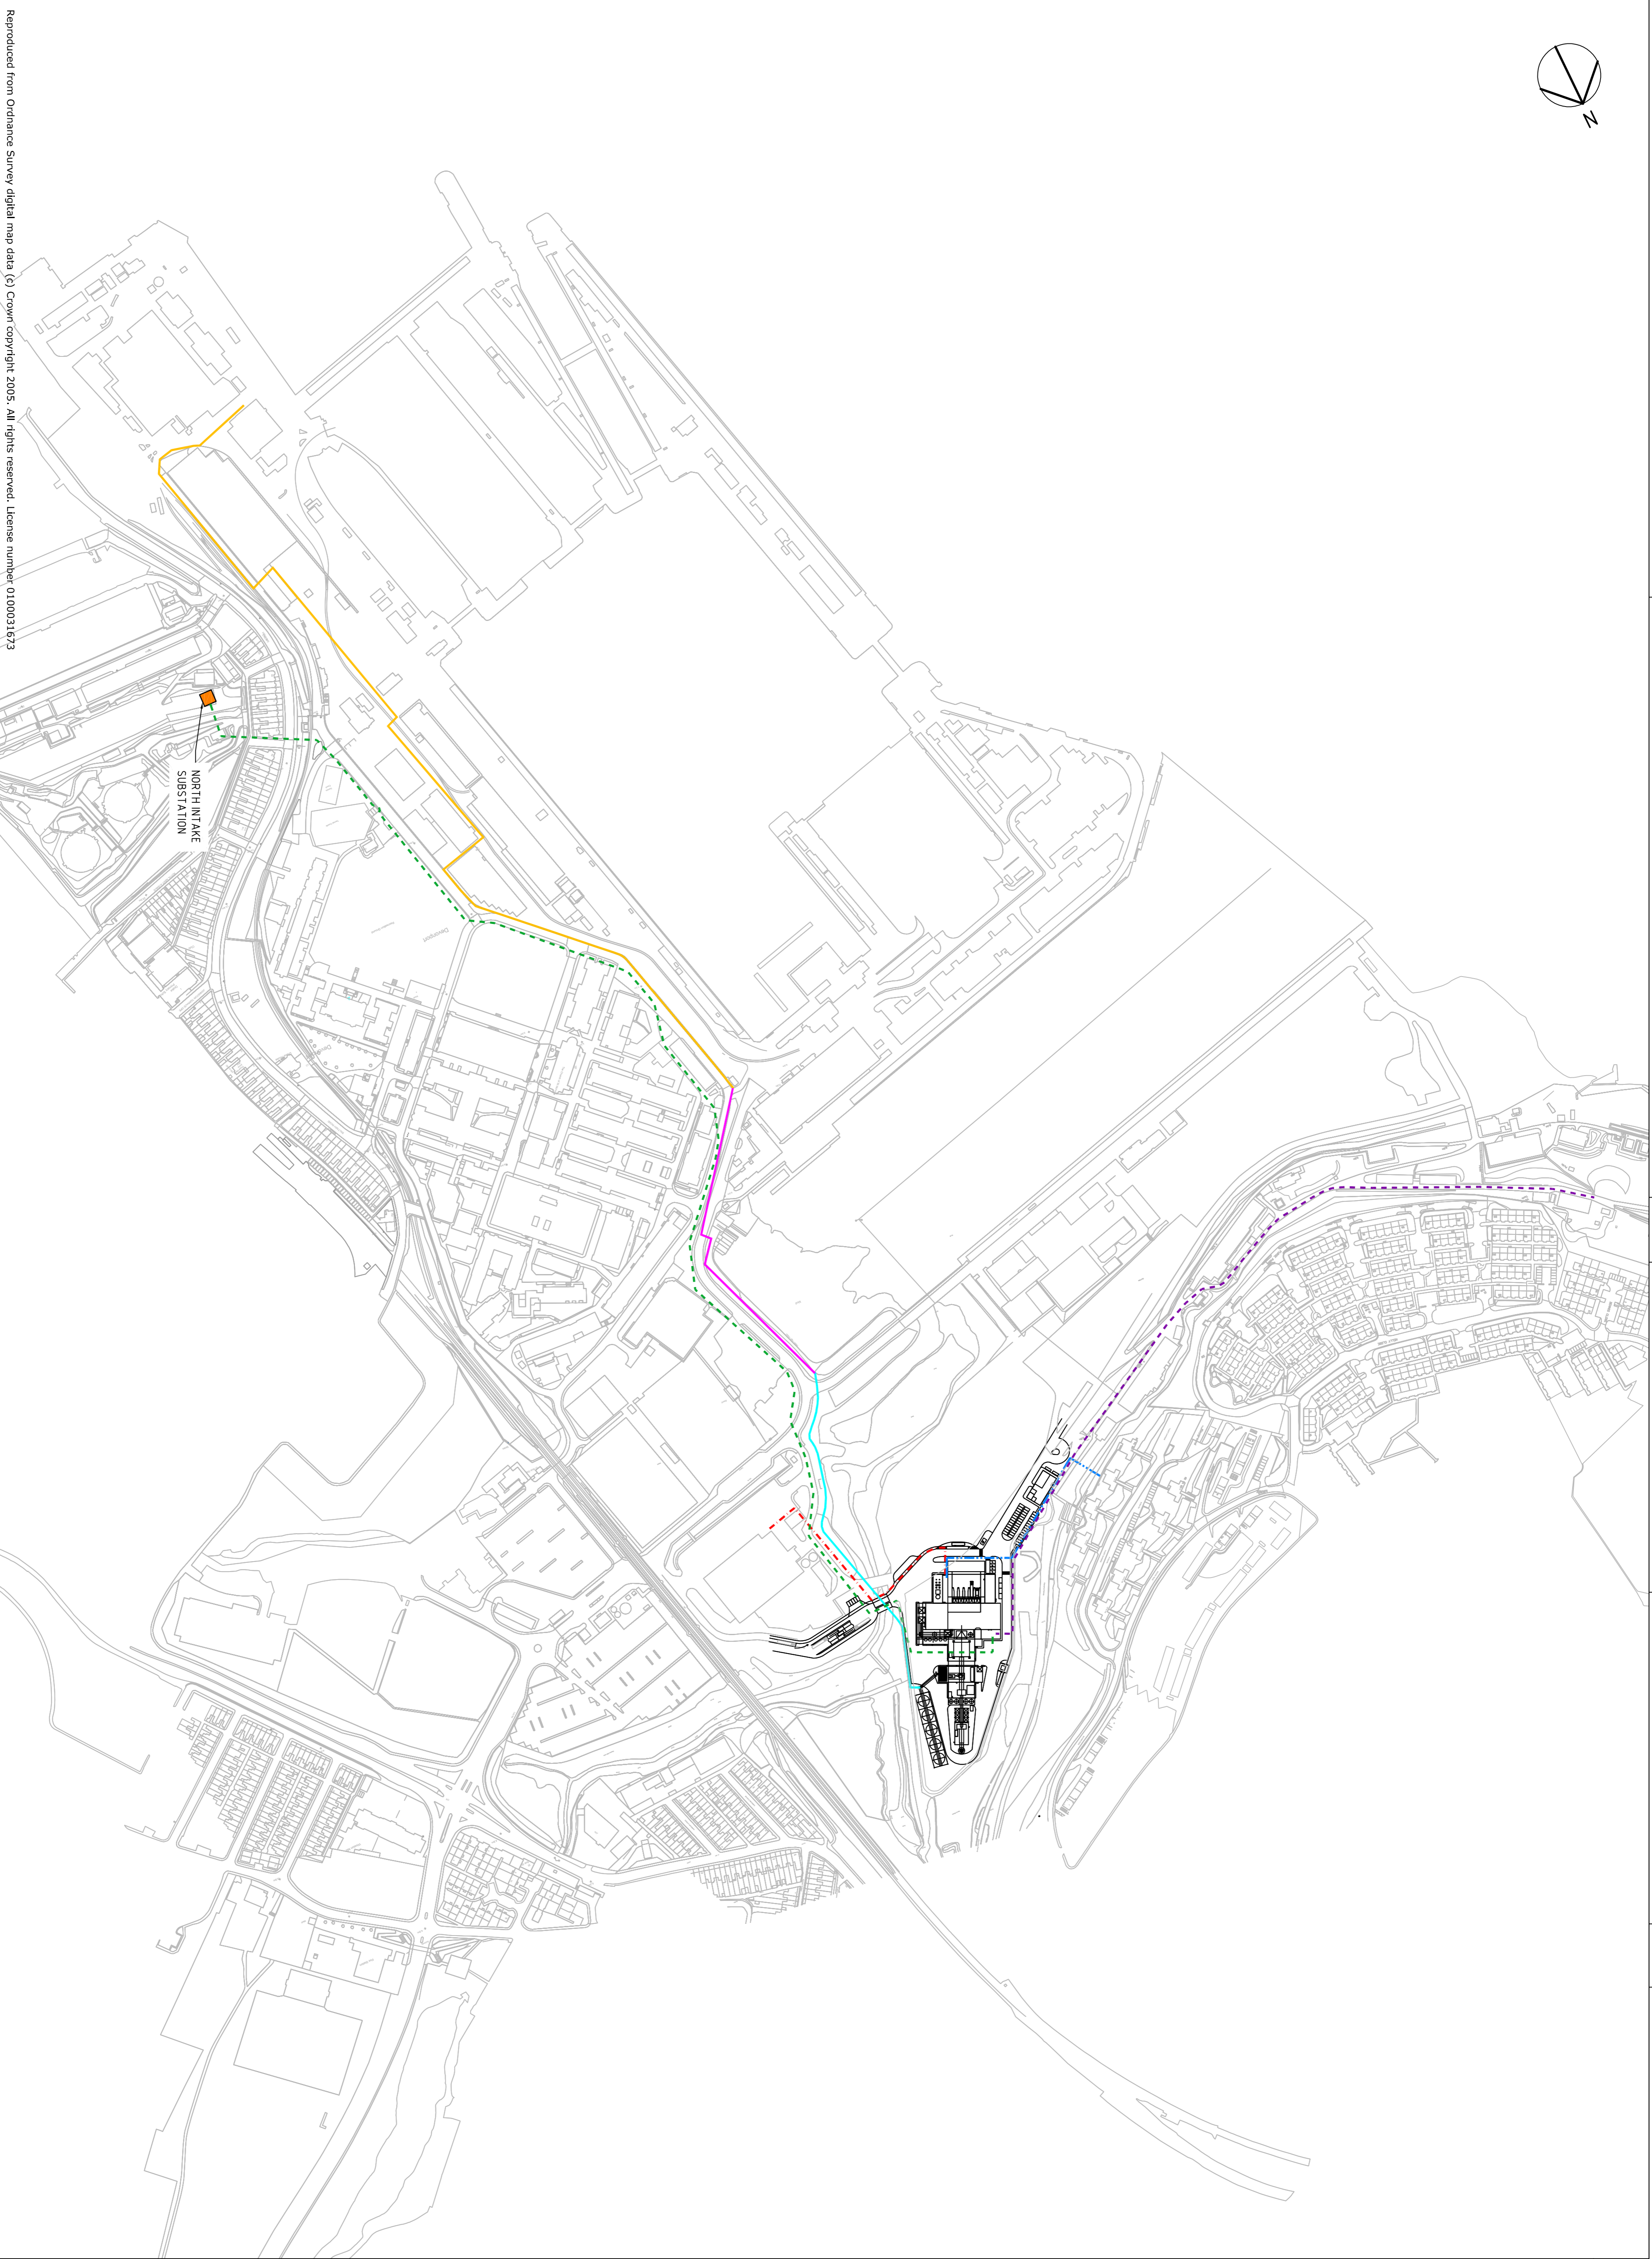 N
NORTH INTAKE
SUBSTATION
Devonport
Reproduced from Ordnance Survey digital map data (c) Crown copyright 2005. All rights reserved. License number 0100031673